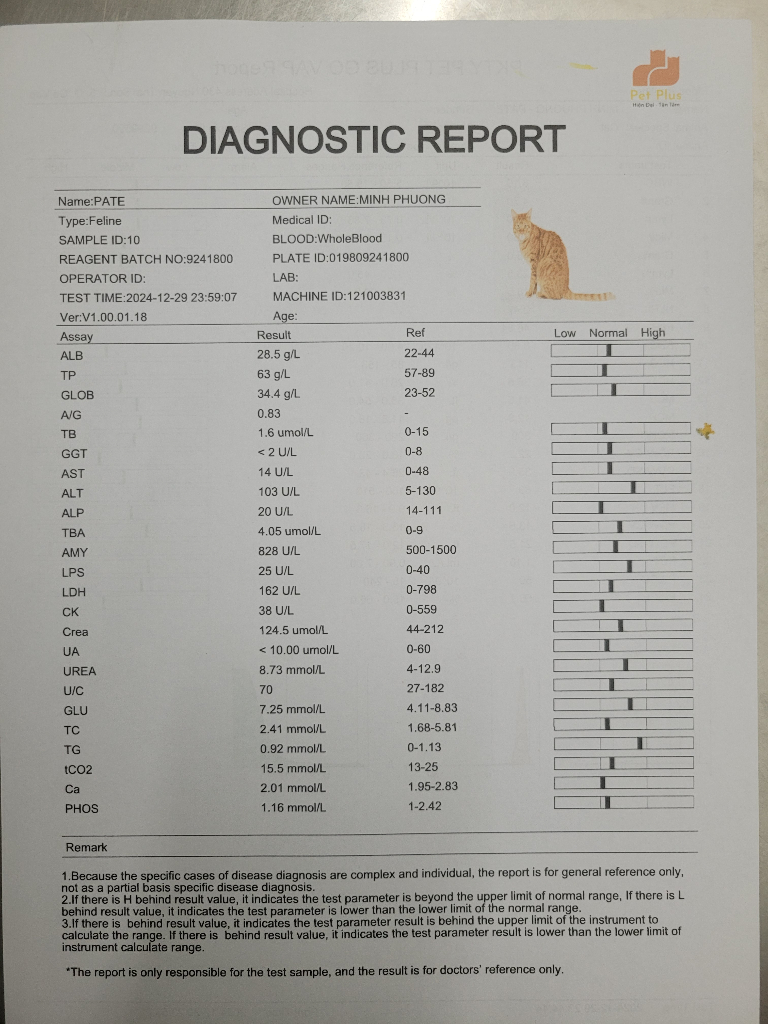 Pet Plus
Hiện Đại - Tận Tâm
DIAGNOSTIC REPORT
Name:PATE OWNER NAME:MINH PHUONG
Type:Feline Medical ID:
SAMPLE ID:10 BLOOD:WholeBlood
REAGENT BATCH NO:9241800 PLATE ID:019809241800
OPERATOR ID: LAB:
TEST TIME:2024-12-29 23:59:07 MACHINE ID:121003831
Ver:V1.00.01.18 Age:
Assay Result Ref Low Normal High
ALB 28.5 g/L 22-44
TP 63 g/L 57-89
GLOB 34.4 g/L 23-52
A/G 0.83 -
TB 1.6 umol/L 0-15
GGT < 2 U/L 0-8
AST 14 U/L 0-48
ALT 103 U/L 5-130
ALP 20 U/L 14-111
TBA 4.05 umol/L 0-9
AMY 828 U/L 500-1500
LPS 25 U/L 0-40
LDH 162 U/L 0-798
CK 38 U/L 0-559
Crea 124.5 umol/L 44-212
UA < 10.00 umol/L 0-60
UREA 8.73 mmol/L 4-12.9
U/C 70 27-182
GLU 7.25 mmol/L 4.11-8.83
TC 2.41 mmol/L 1.68-5.81
TG 0.92 mmol/L 0-1.13
tCO2 15.5 mmol/L 13-25
Ca 2.01 mmol/L 1.95-2.83
PHOS 1.16 mmol/L 1-2.42
Remark
1.Because the specific cases of disease diagnosis are complex and individual, the report is for general reference only,
not as a partial basis specific disease diagnosis.
2.If there is H behind result value, it indicates the test parameter is beyond the upper limit of normal range, If there is L
behind result value, it indicates the test parameter is lower than the lower limit of the normal range.
3.If there is behind result value, it indicates the test parameter result is behind the upper limit of the instrument to
calculate the range. If there is behind result value, it indicates the test parameter result is lower than the lower limit of
instrument calculate range.
*The report is only responsible for the test sample, and the result is for doctors' reference only.